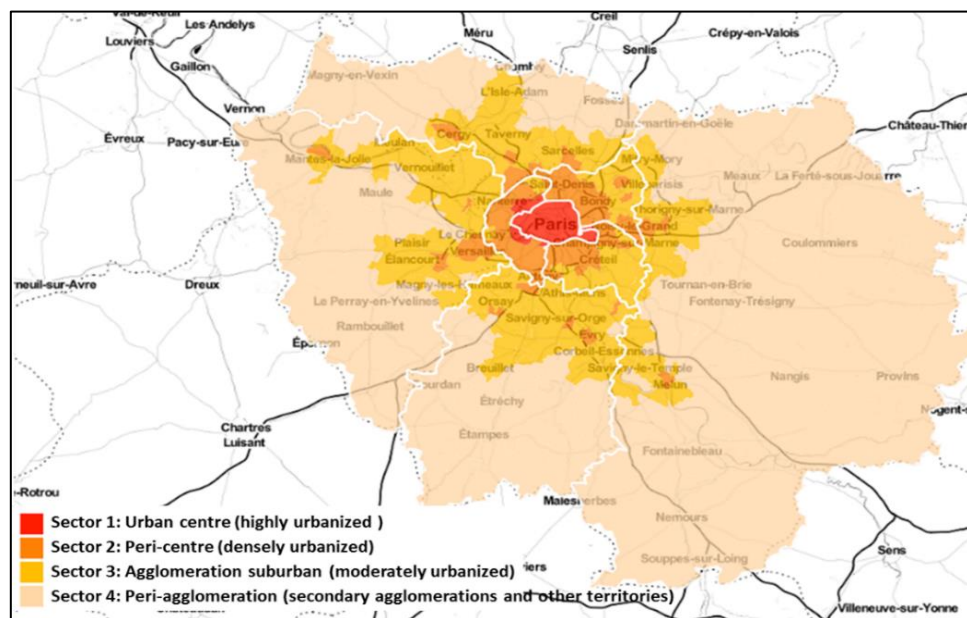 Les Andelys
Louviers
Gaillon
Méru
Creil
Senlis
Crépy-en-Valois
Magny-en-Vexin
L'Isle-Adam
Fosses
Vernon
Cergy
Taverny
Dammartin-en-Goële
Château-Thier
Évreux
Pacy-sur-Eure
Sarcelles
Mitry-Mory
Mantes-la-Jolie
Vernouillet
Meaux
La Ferté-sous-Jouarre
Saint-Denis
Villeparisis
Maule
Nanterre
Bondy
Thorigny-sur-Marne
Paris
Plaisir
Le Chesnay
Versailles
Coulommiers
Élancourt
Créteil
Dreux
Magny-les-Hameaux
Tournan-en-Brie
Le Perray-en-Yvelines
Orsay
Athis-Mons
Fontenay-Trésigny
Savigny-sur-Orge
Rambouillet
Évry
Épernon
Corbeil-Essonnes
Breuillet
Savigny-le-Temple
Nangis
Provins
Melun
Dourdan
Étréchy
Chartres
Luisant
Étampes
Fontainebleau
-Rotrou
Nemours
Sens
Souppes-sur-Loing
Villeneuve-sur-Yonne
Sector 1: Urban centre (highly urbanized )
Sector 2: Peri-centre (densely urbanized)
Sector 3: Agglomeration suburban (moderately urbanized)
Sector 4: Peri-agglomeration (secondary agglomerations and other territories)